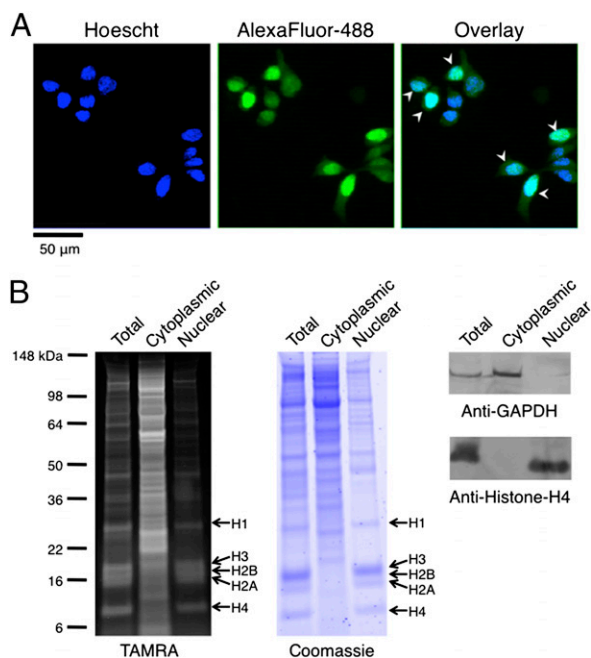 A
Hoescht AlexaFluor-488 Overlay
50 µm
B
Total Cytoplasmic Nuclear
Total Cytoplasmic Nuclear
Total Cytoplasmic Nuclear
148 kDa
98
64
50
36
22
16
6
H1
H3
H2B
H2A
H4
TAMRA
H1
H3
H2B
H2A
H4
Coomassie
Anti-GAPDH
Anti-Histone-H4